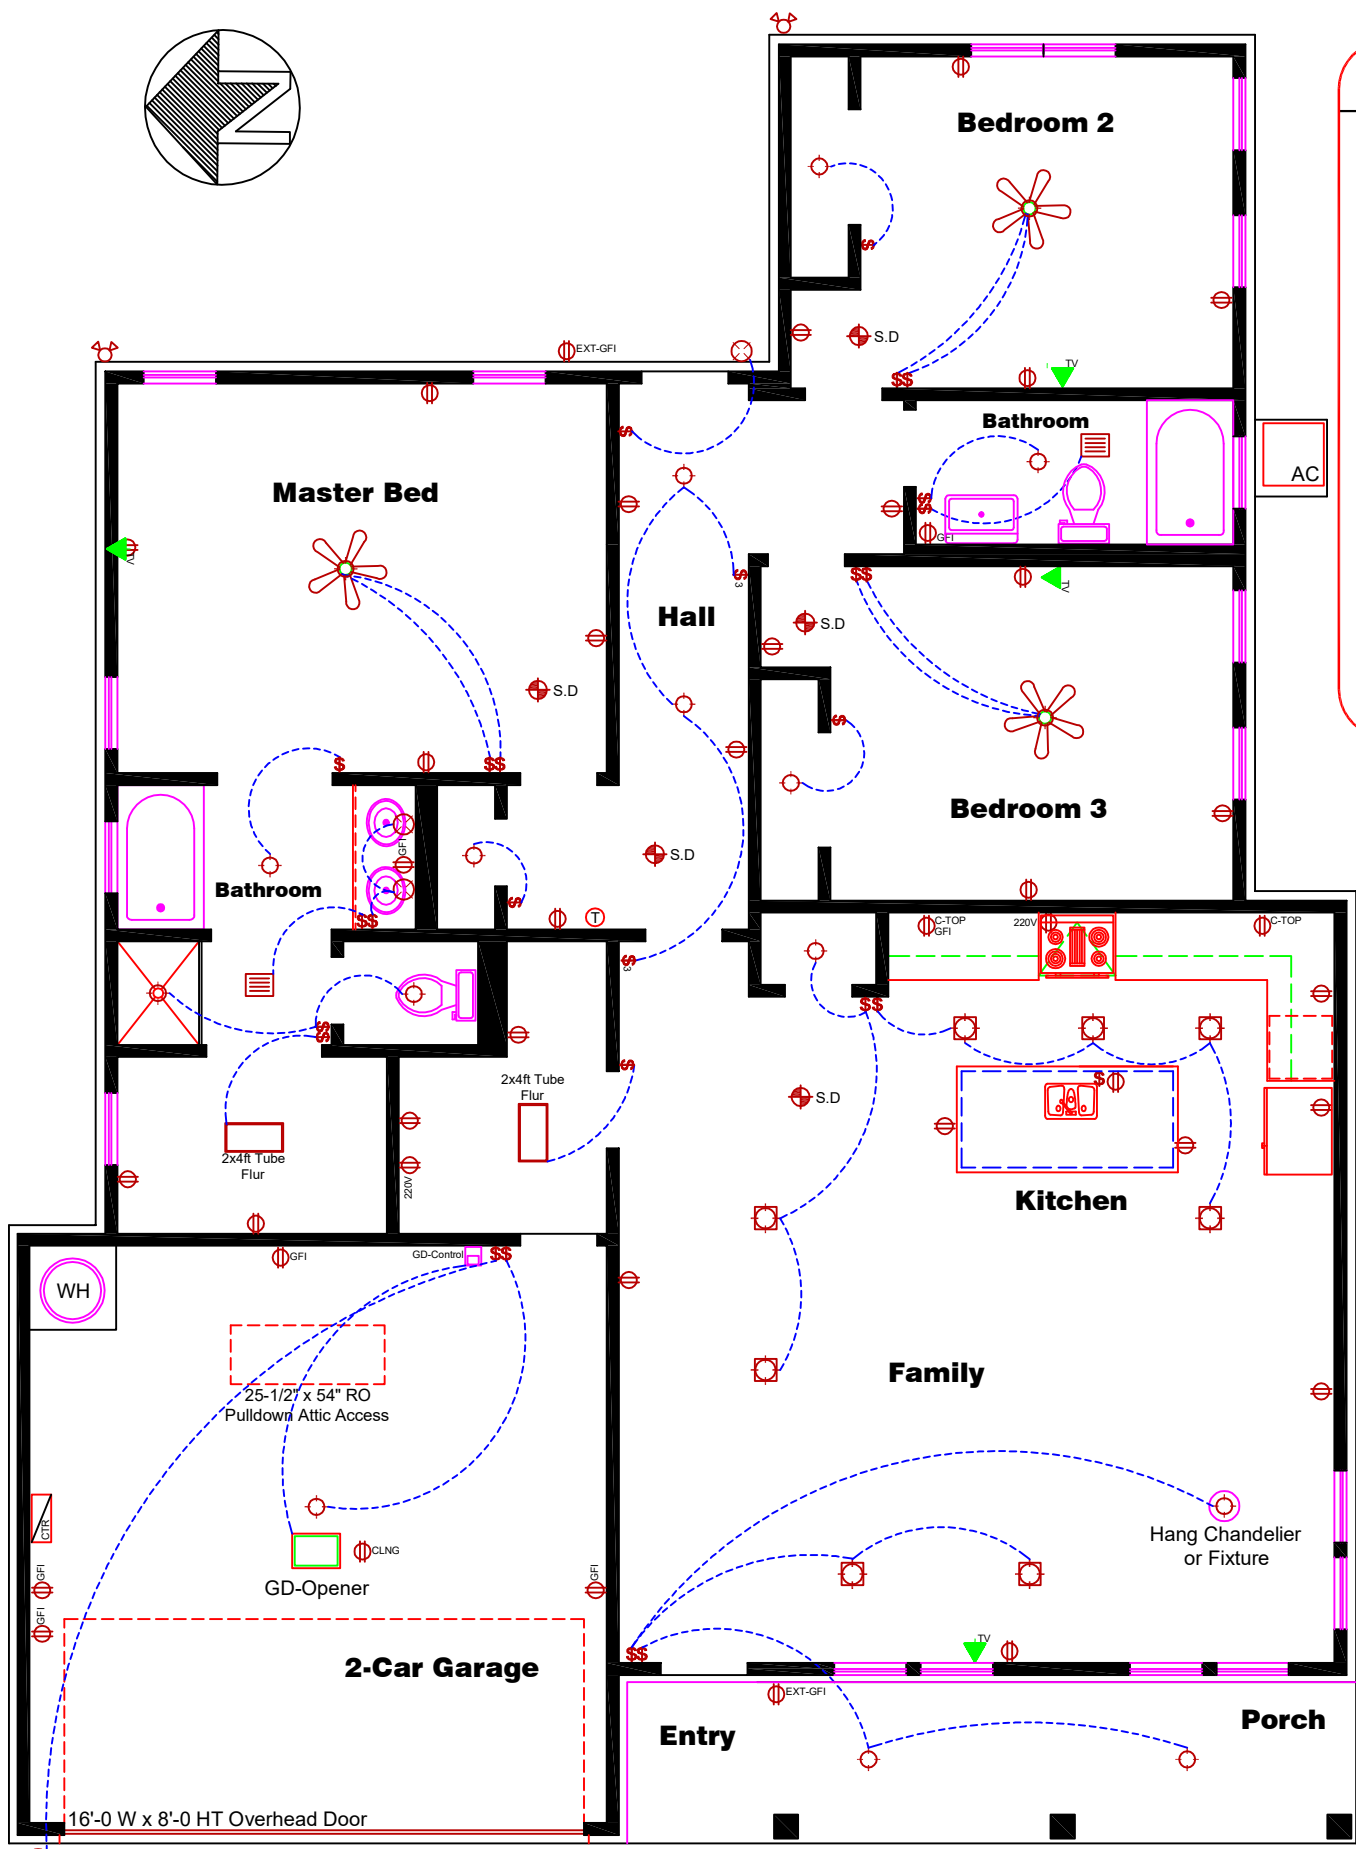 Bedroom 2
S.D
EXT-GFI
TV
Bathroom
AC
Master Bed
GFI
TV
TV
3
Hall
S.D
S.D
Bedroom 3
GFI
S.D
Bathroom
T
C-TOP
GFI
220V
C-TOP
3
2x4ft Tube
Flur
S.D
2x4ft Tube
Flur
220V
Kitchen
GFI
GD-Control
WH
25-1/2" x 54" RO
Pulldown Attic Access
Family
CTR
CLNG
GD-Opener
Hang Chandelier
or Fixture
GFI
GFI
GFI
2-Car Garage
TV
EXT-GFI
Entry
Porch
16'-0 W x 8'-0 HT Overhead Door